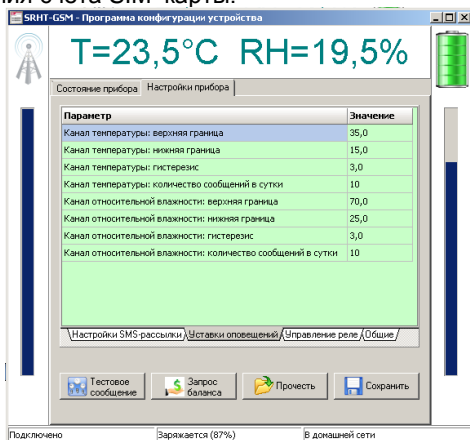 ния счета SIM-карты.
SRHT-GSM - Программа конфигурации устройства
T=23,5°C RH=19,5%
Состояние прибора Настройки прибора
Параметр Значение
Канал температуры: верхняя граница 35,0
Канал температуры: нижняя граница 15,0
Канал температуры: гистерезис 3,0
Канал температуры: количество сообщений в сутки 10
Канал относительной влажности: верхняя граница 70,0
Канал относительной влажности: нижняя граница 25,0
Канал относительной влажности: гистерезис 3,0
Канал относительной влажности: количество сообщений в сутки 10
Настройки SMS-рассылки Уставки оповещений Управление реле Общие
Тестовое сообщение Запрос баланса Прочесть Сохранить
Подключено Заряжается (87%) В домашней сети